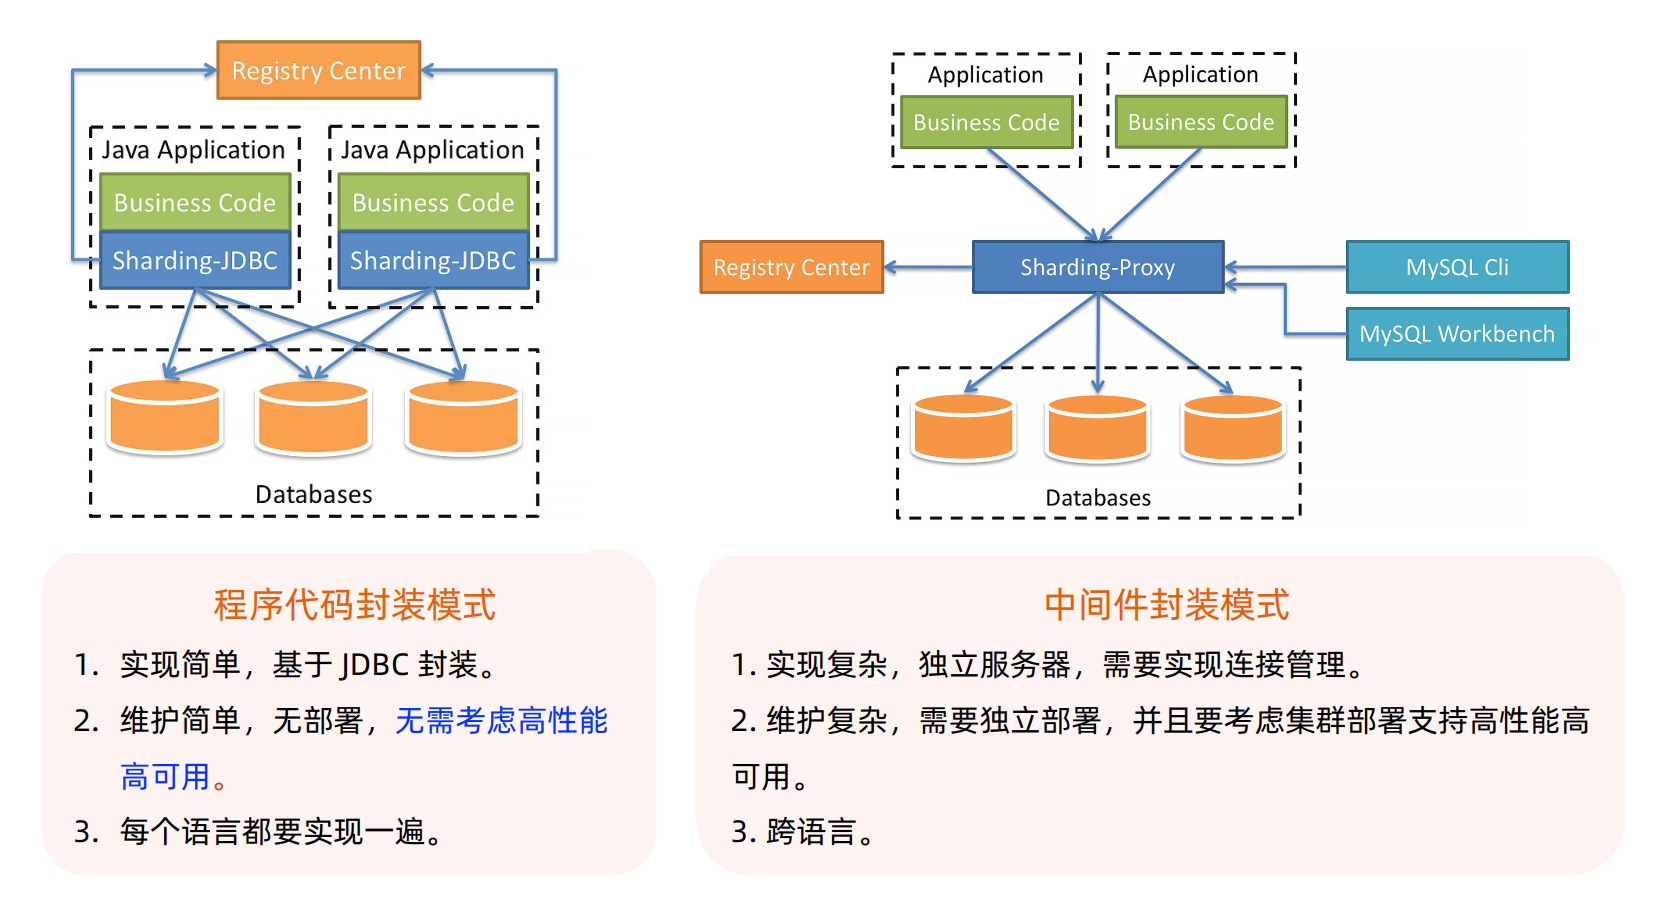 Registry Center
Java Application
Java Application
Business Code
Business Code
Sharding-JDBC
Sharding-JDBC
Databases
程序代码封装模式
1. 实现简单，基于 JDBC 封装。
2. 维护简单，无部署，无需考虑高性能
高可用。
3. 每个语言都要实现一遍。
Application
Application
Business Code
Business Code
Registry Center
Sharding-Proxy
MySQL Cli
MySQL Workbench
Databases
中间件封装模式
1. 实现复杂，独立服务器，需要实现连接管理。
2. 维护复杂，需要独立部署，并且要考虑集群部署支持高性能高
可用。
3. 跨语言。